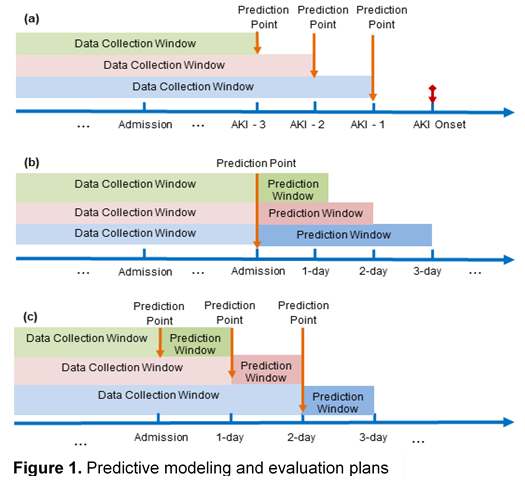 (a)
Prediction Point
Prediction Point
Prediction Point
Data Collection Window
Data Collection Window
Data Collection Window
... Admission ... AKI - 3 AKI - 2 AKI - 1 AKI Onset
(b)
Prediction Point
Data Collection Window Prediction Window
Data Collection Window Prediction Window
Data Collection Window Prediction Window
... Admission ... Admission 1-day 2-day 3-day ...
(c)
Prediction Point
Prediction Point
Prediction Point
Data Collection Window Prediction Window
Data Collection Window Prediction Window
Data Collection Window Prediction Window
... Admission 1-day 2-day 3-day ...
Figure 1. Predictive modeling and evaluation plans